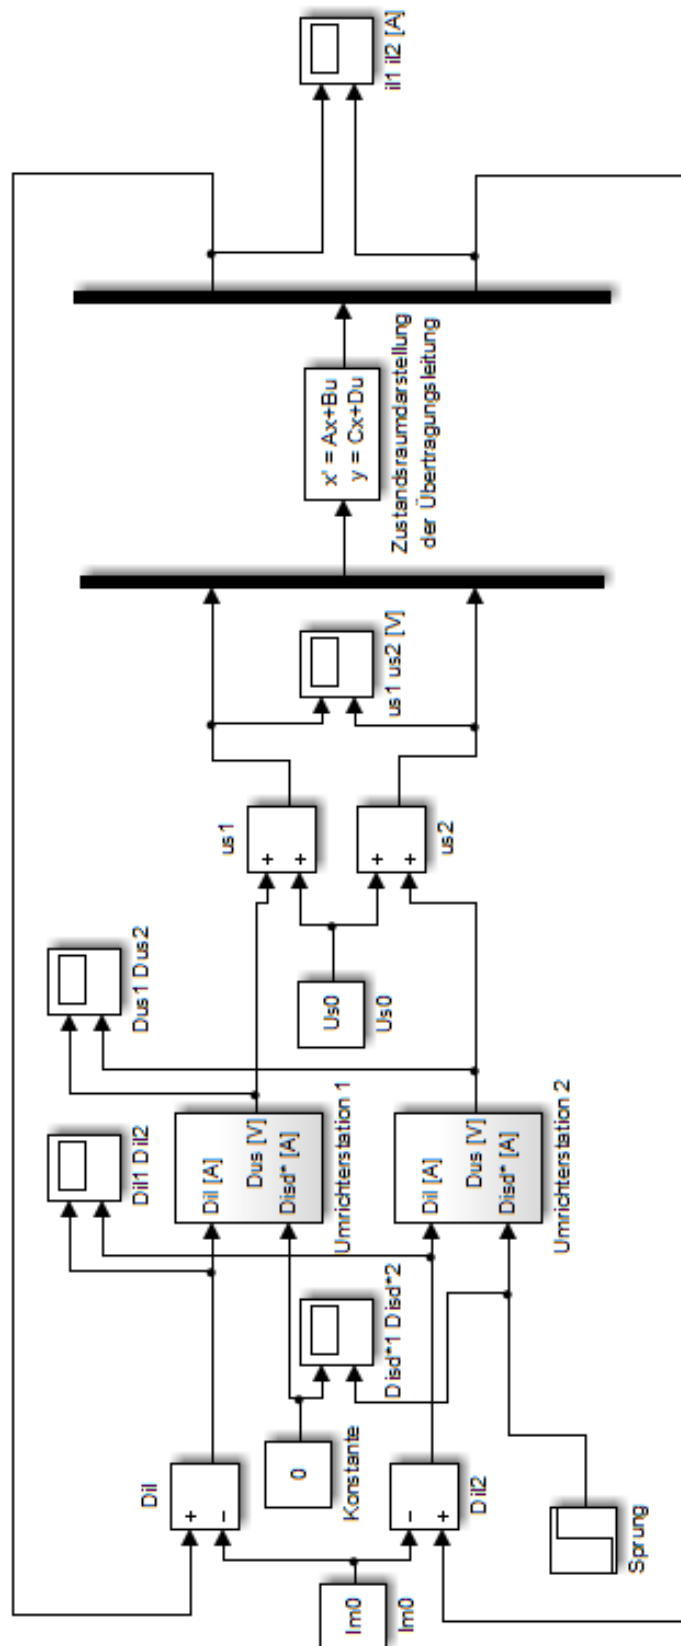 Im0
Im0
Dil
+
−
−
+
Dil2
0
Konstante
Sprung
Disd*1 Disd*2
Dil1 Dil2
Dil [A]
Dus [V]
Disd* [A]
Umrichterstation 1
Dil [A]
Dus [V]
Disd* [A]
Umrichterstation 2
Dus1 Dus2
Us0
Us0
us1
+
+
+
+
us2
us1 us2 [V]
x' = Ax+Bu
y = Cx+Du
Zustandsraumdarstellung
der Übertragungsleitung
il1 il2 [A]